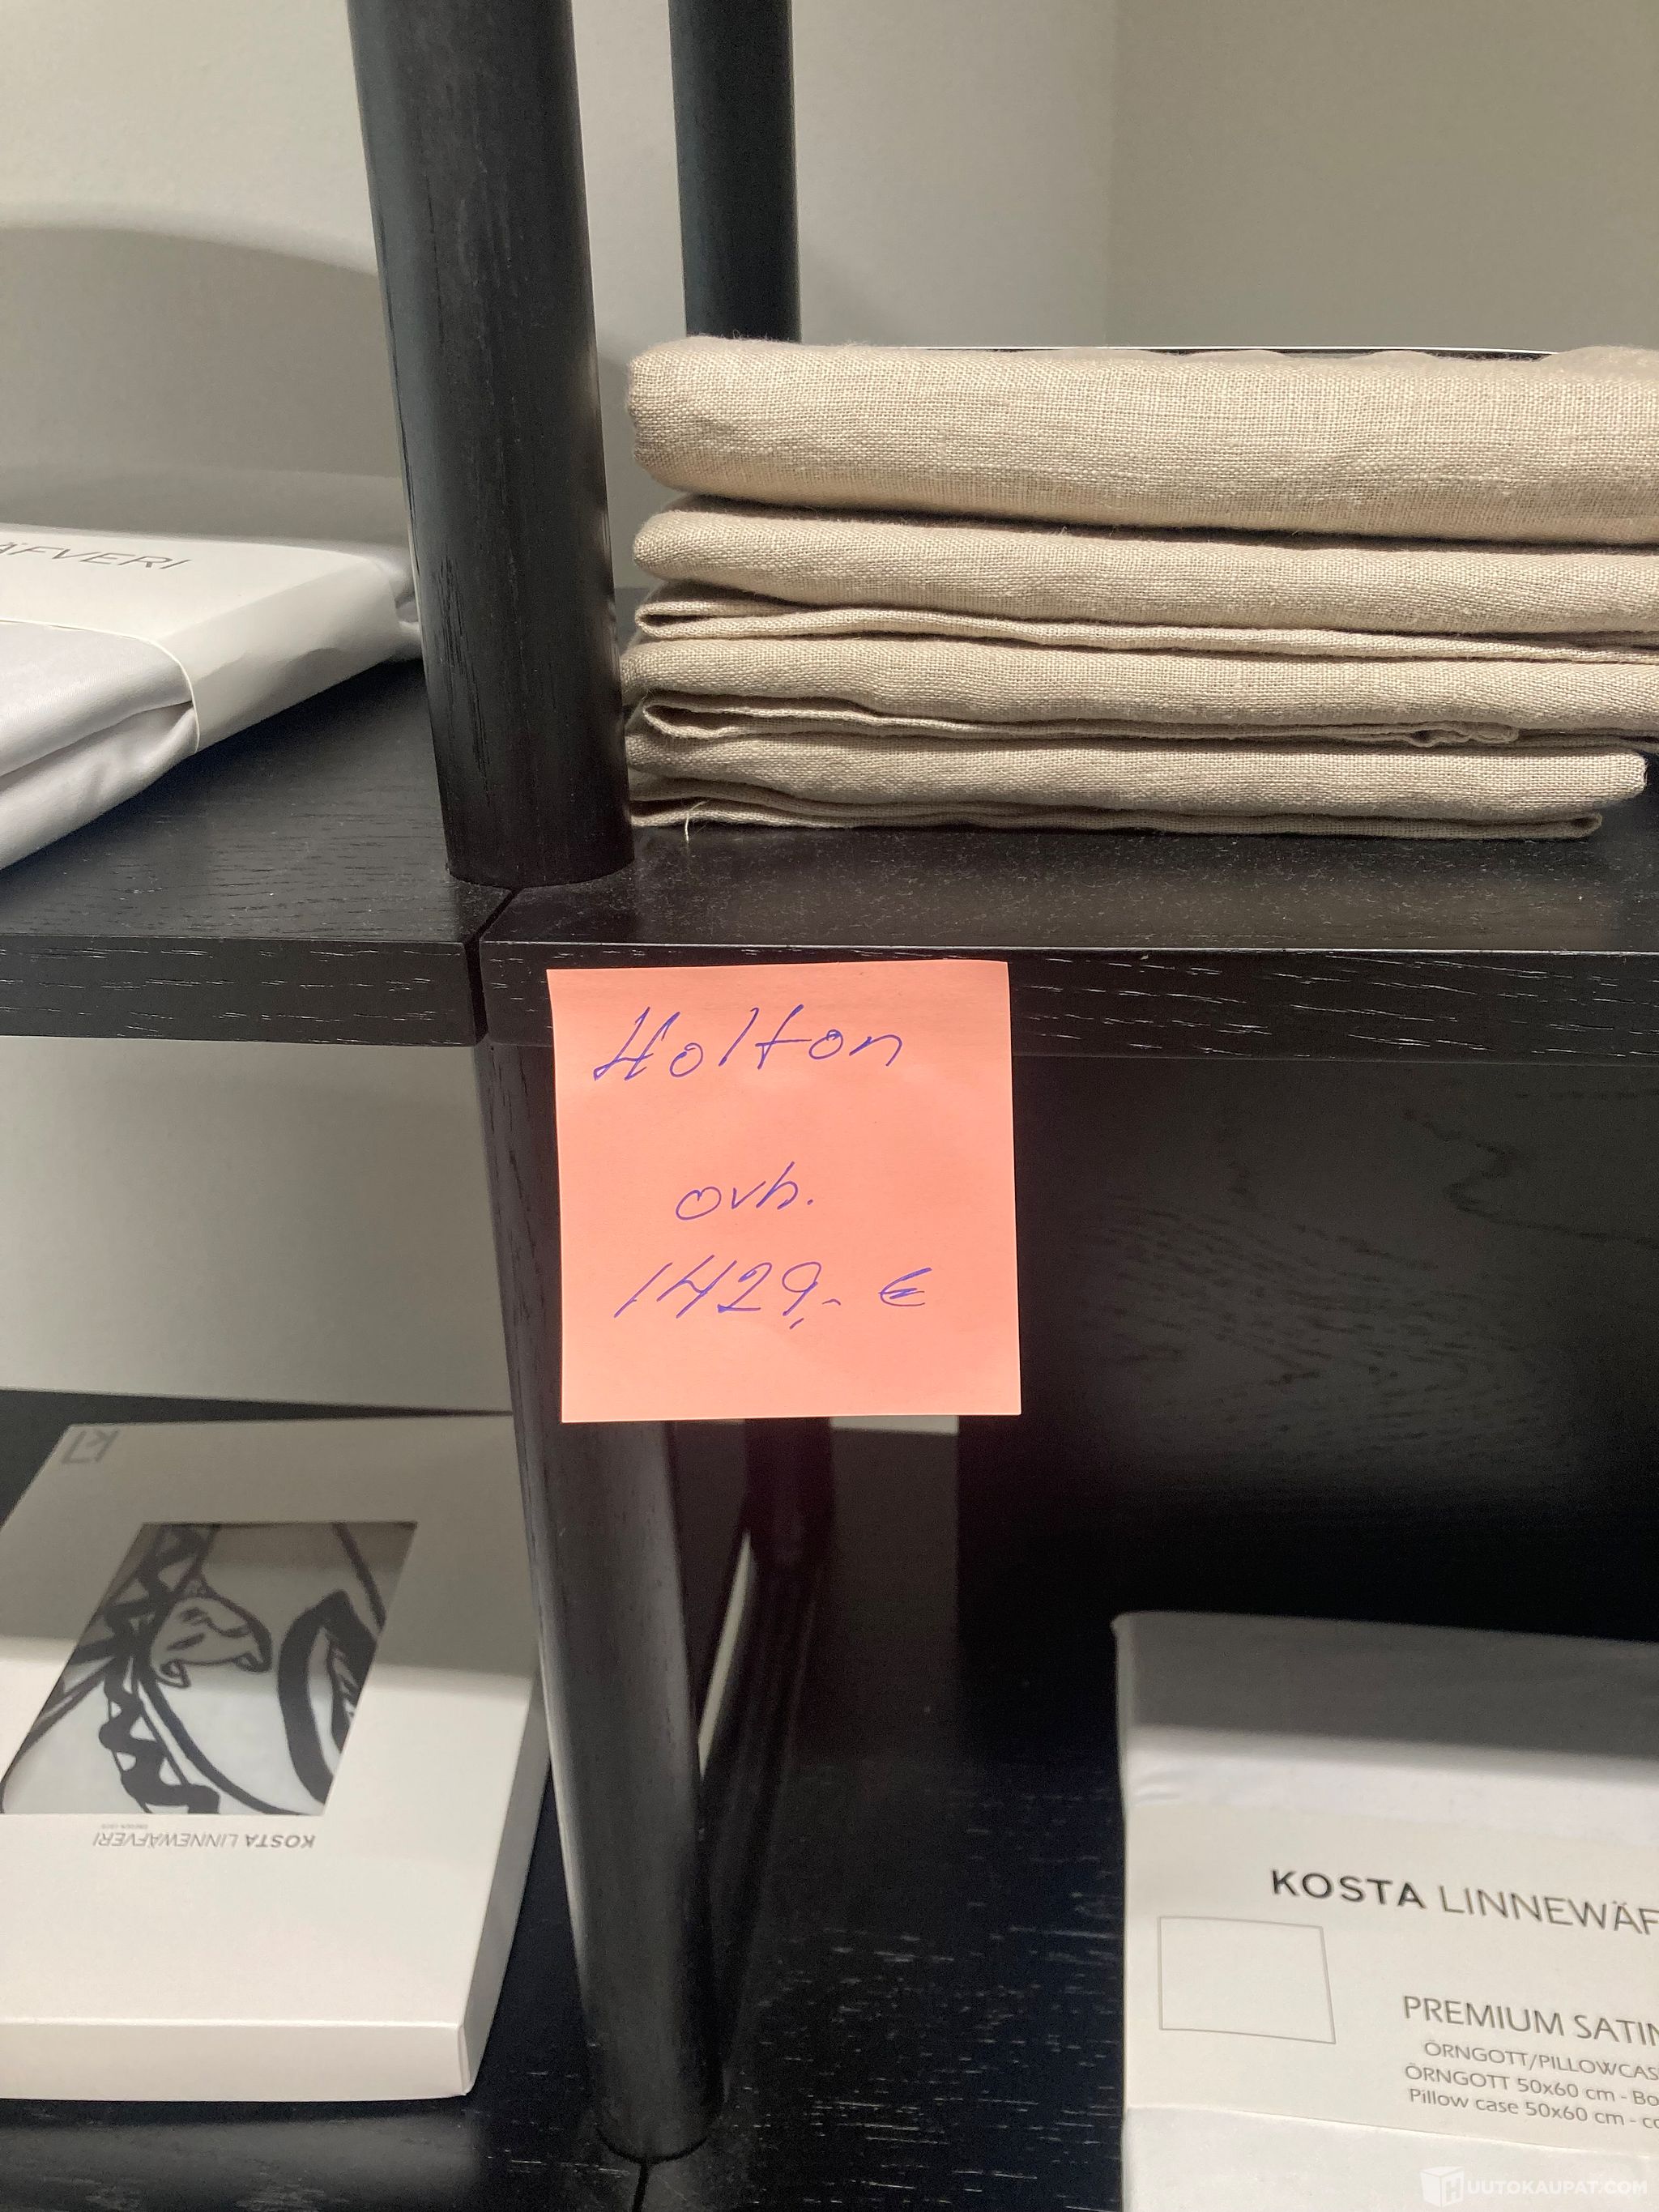 ÄFVERI
Holton
ovh.
1429,- €
KOSTA LINNEWÄFVERI
KOSTA LINNEWÄF
PREMIUM SATIN
ÖRNGOTT/PILLOWCAS
ÖRNGOTT 50x60 cm - Bo
Pillow case 50x60 cm - co
HUUTOKAUPAT.COM